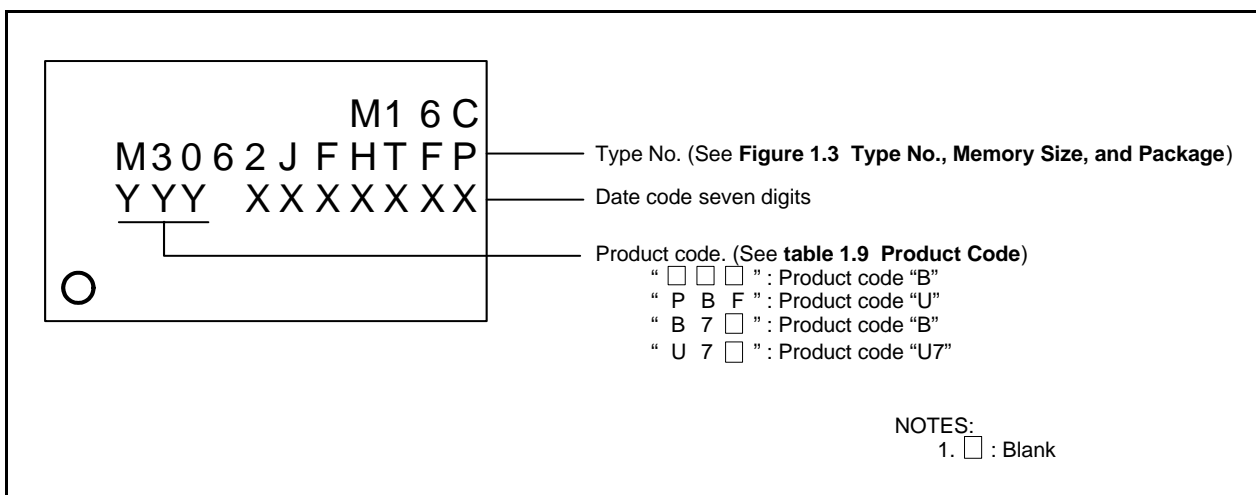 M16C
M3062JFHTFP
Type No. (See Figure 1.3 Type No., Memory Size, and Package)
YYY XXXXXXX
Date code seven digits
Product code. (See table 1.9 Product Code)
“ □ □ □ ” : Product code “B”
“ P B F ” : Product code “U”
“ B 7 □ ” : Product code “B”
“ U 7 □ ” : Product code “U7”
NOTES:
1. □ : Blank